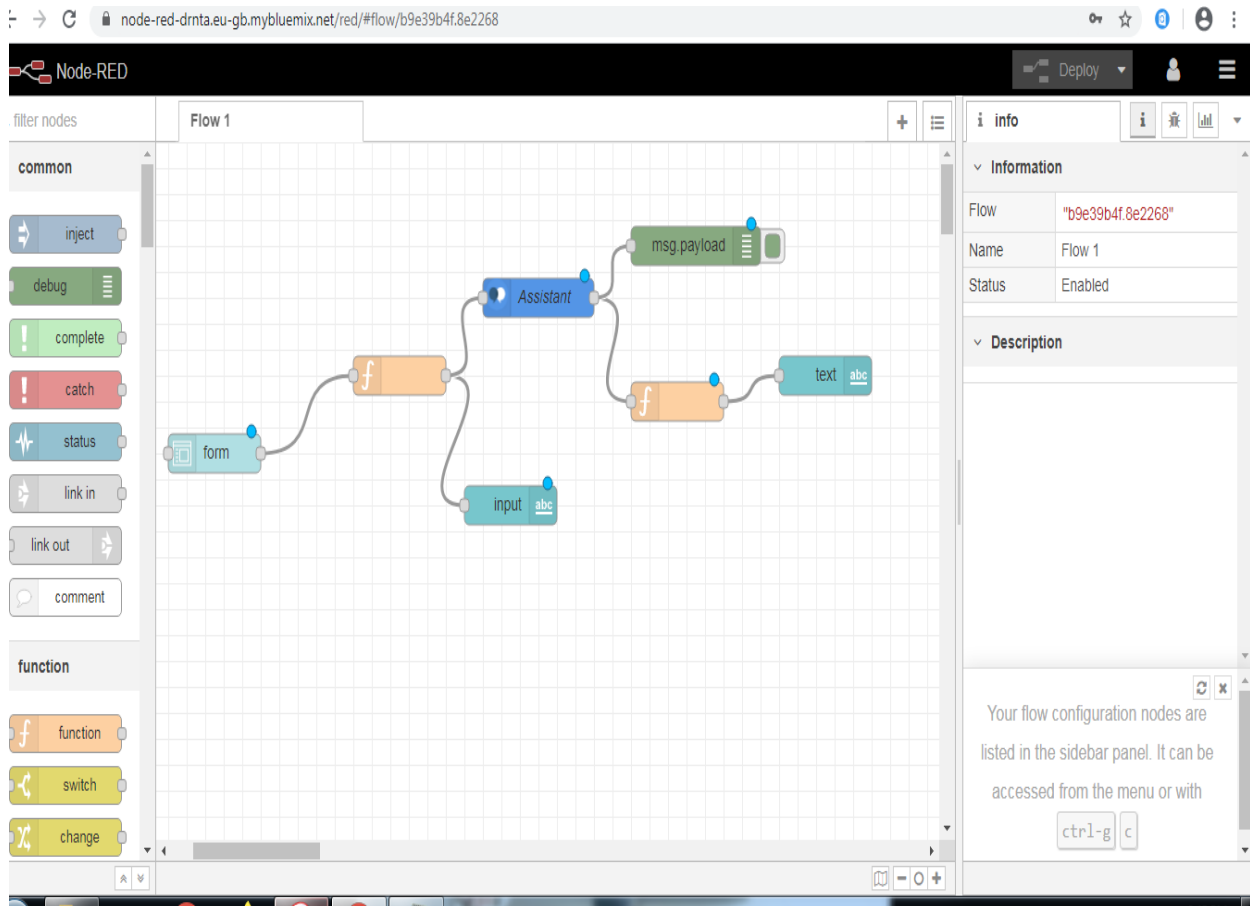 node-red-drnta.eu-gb.mybluemix.net/red/#flow/b9e39b4f.8e2268
Node-RED
Deploy
filter nodes
Flow 1
i info
i
common
inject
debug
complete
catch
status
link in
link out
comment
function
function
switch
change
msg.payload
Assistant
f
text abc
f
form
input abc
Information
Flow "b9e39b4f.8e2268"
Name Flow 1
Status Enabled
Description
Your flow configuration nodes are
listed in the sidebar panel. It can be
accessed from the menu or with
ctrl-g c